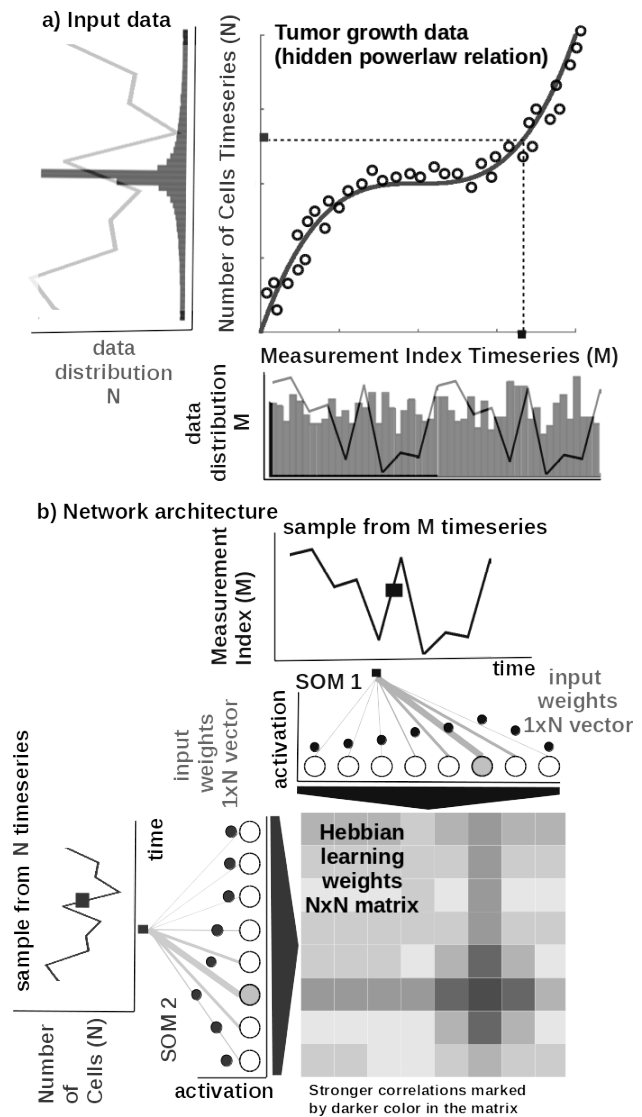 a) Input data
Tumor growth data
(hidden powerlaw relation)
Number of Cells Timeseries (N)
data
distribution
N
Measurement Index Timeseries (M)
data
distribution
M
b) Network architecture
sample from M timeseries
Measurement
Index (M)
time
SOM 1
input
weights
1xN vector
activation
input
weights
1xN vector
sample from N timeseries
time
Number
of
Cells (N)
SOM 2
activation
Hebbian
learning
weights
NxN matrix
Stronger correlations marked
by darker color in the matrix